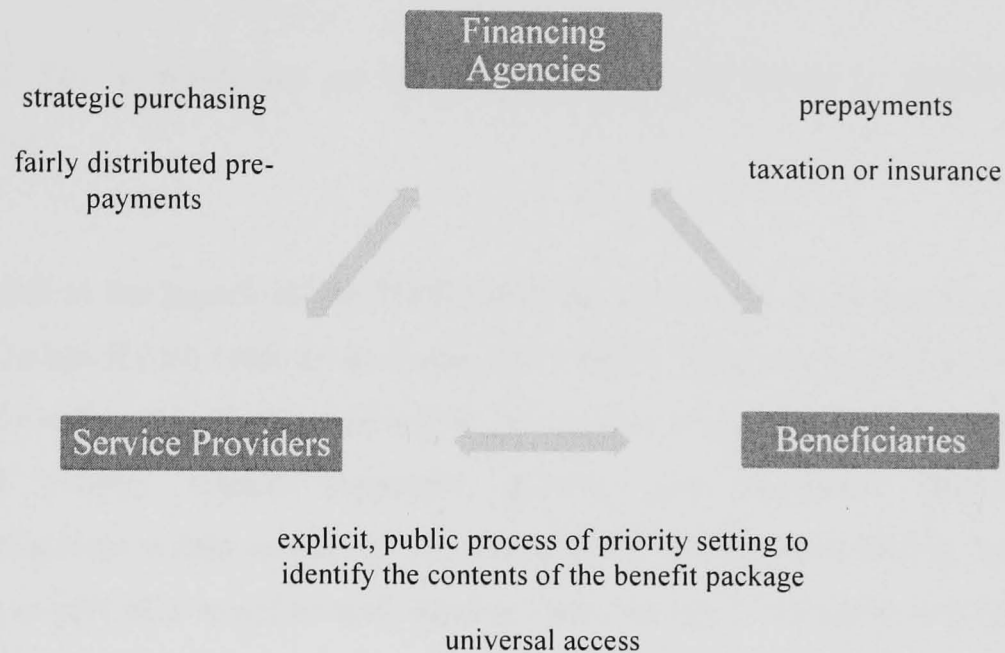 Financing
Agencies
strategic purchasing
fairly distributed pre-
payments
prepayments
taxation or insurance
Service Providers
Beneficiaries
explicit, public process of priority setting to
identify the contents of the benefit package
universal access